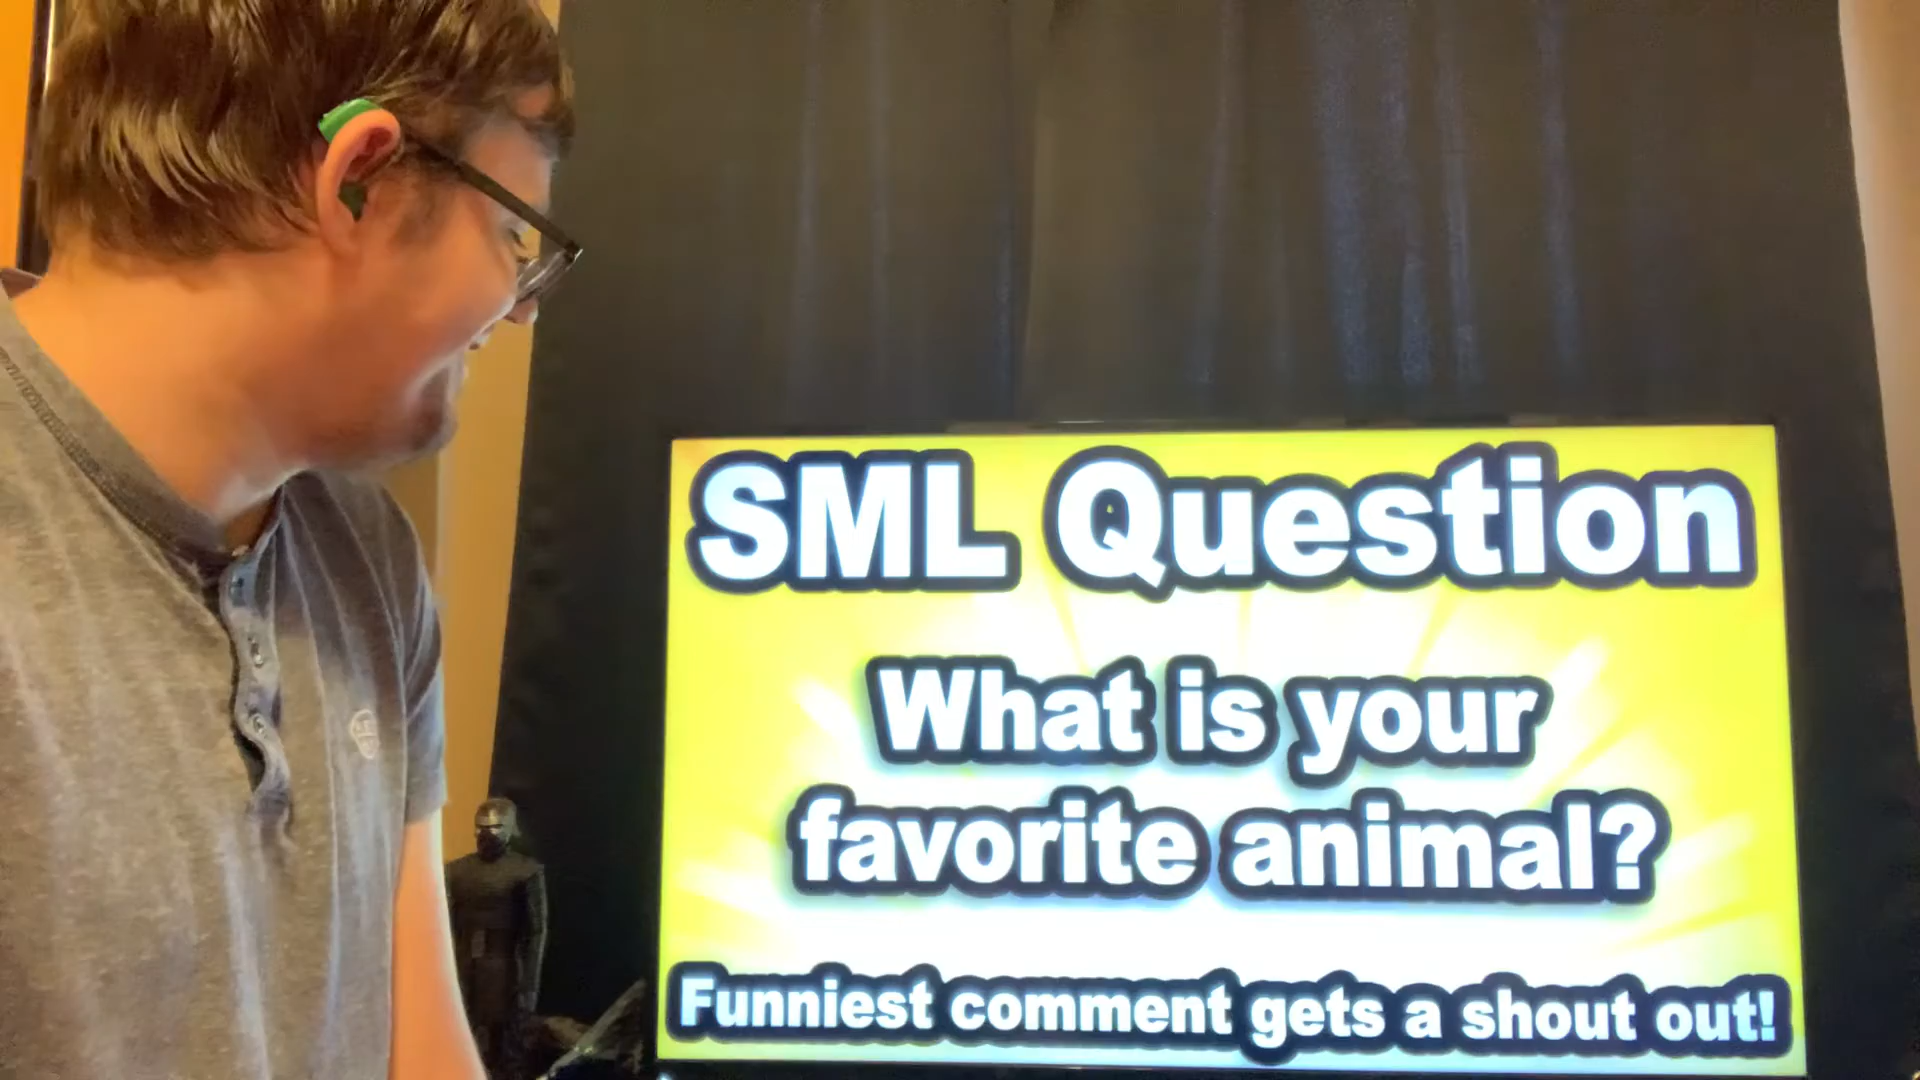 SML Question
What is your
favorite animal?
Funniest comment gets a shout out!